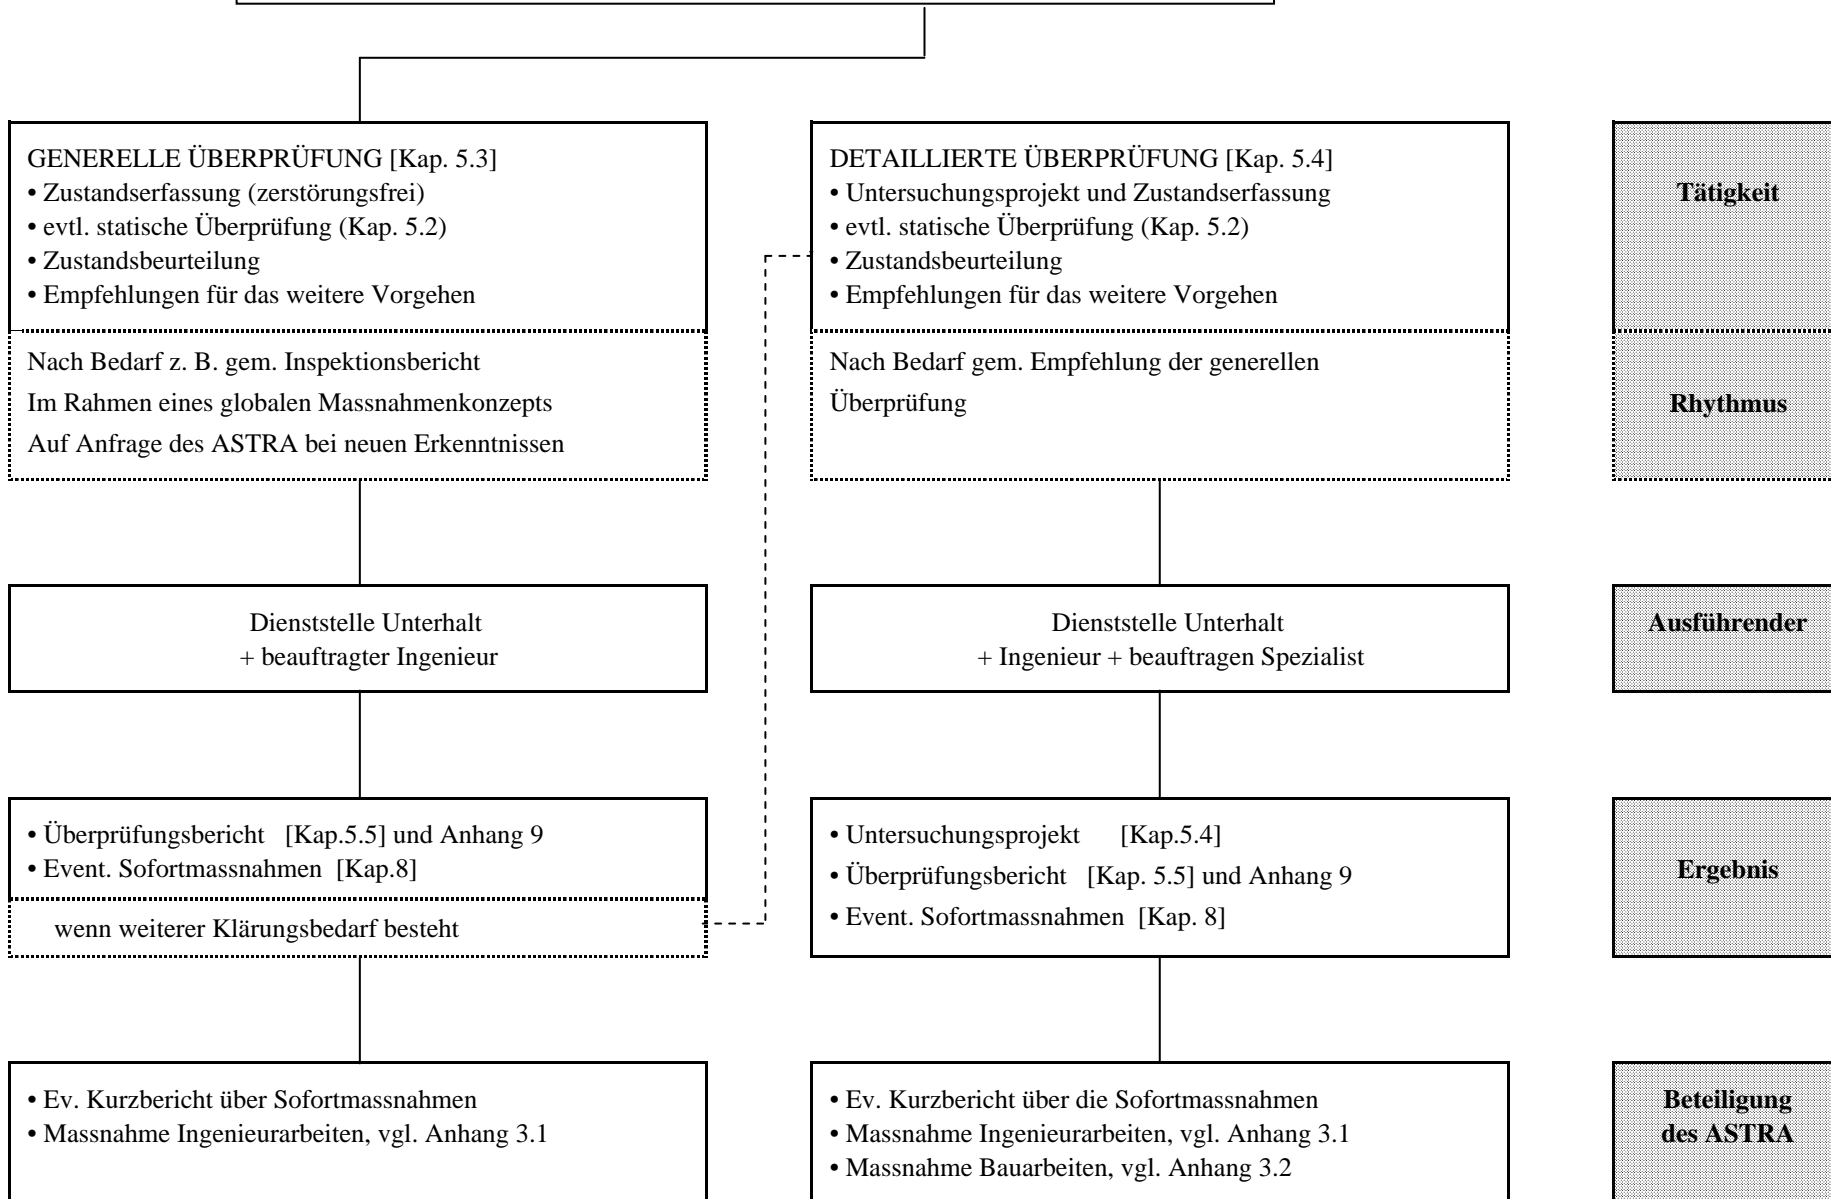 GENERELLE ÜBERPRÜFUNG [Kap. 5.3]
• Zustandserfassung (zerstörungsfrei)
• evtl. statische Überprüfung (Kap. 5.2)
• Zustandsbeurteilung
• Empfehlungen für das weitere Vorgehen
DETAILLIERTE ÜBERPRÜFUNG [Kap. 5.4]
• Untersuchungsprojekt und Zustandserfassung
• evtl. statische Überprüfung (Kap. 5.2)
• Zustandsbeurteilung
• Empfehlungen für das weitere Vorgehen
Tätigkeit
Nach Bedarf z. B. gem. Inspektionsbericht
Im Rahmen eines globalen Massnahmenkonzepts
Auf Anfrage des ASTRA bei neuen Erkenntnissen
Nach Bedarf gem. Empfehlung der generellen
Überprüfung
Rhythmus
Dienststelle Unterhalt
+ beauftragter Ingenieur
Dienststelle Unterhalt
+ Ingenieur + beauftragen Spezialist
Ausführender
• Überprüfungsbericht [Kap.5.5] und Anhang 9
• Event. Sofortmassnahmen [Kap.8]
wenn weiterer Klärungsbedarf besteht
• Untersuchungsprojekt [Kap.5.4]
• Überprüfungsbericht [Kap. 5.5] und Anhang 9
• Event. Sofortmassnahmen [Kap. 8]
Ergebnis
• Ev. Kurzbericht über Sofortmassnahmen
• Massnahme Ingenieurarbeiten, vgl. Anhang 3.1
• Ev. Kurzbericht über die Sofortmassnahmen
• Massnahme Ingenieurarbeiten, vgl. Anhang 3.1
• Massnahme Bauarbeiten, vgl. Anhang 3.2
Beteiligung
des ASTRA